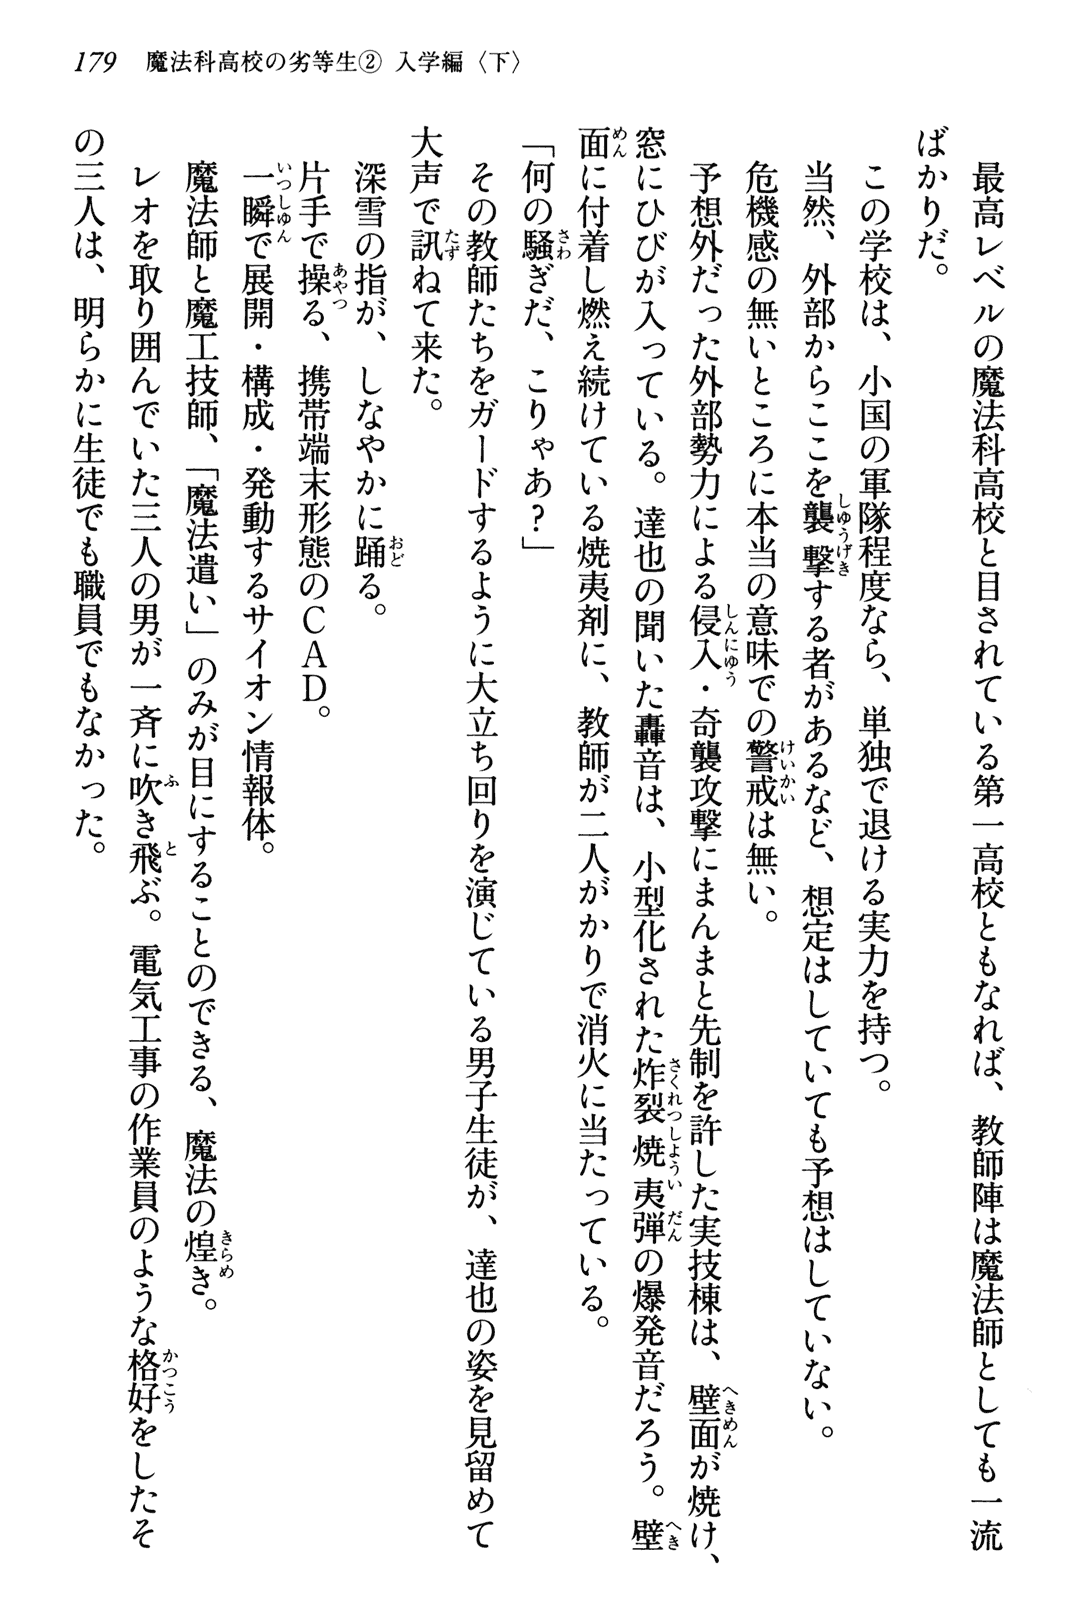 179 魔法科高校の劣等生② 入学編〈下〉
最高レベルの魔法科高校と目されている第一高校ともなれば、教師陣は魔法師としても一流
ばかりだ。
この学校は、小国の軍隊程度なら、単独で退ける実力を持つ。
当然、外部からここを襲撃する者があるなど、想定はしていても予想はしていない。
危機感の無いところに本当の意味での警戒は無い。
予想外だった外部勢力による侵入・奇襲攻撃にまんまと先制を許した実技棟は、壁面が焼け、
窓にひびが入っている。達也の聞いた轟音は、小型化された炸裂焼夷弾の爆発音だろう。壁
面に付着し燃え続けている焼夷剤に、教師が二人がかりで消火に当たっている。
「何の騒ぎだ、こりゃあ?」
その教師たちをガードするように大立ち回りを演じている男子生徒が、達也の姿を見留めて
大声で訊ねて来た。
深雪の指が、しなやかに踊る。
片手で操る、携帯端末形態のCAD。
一瞬で展開・構成・発動するサイオン情報体。
魔法師と魔工技師、「魔法遣い」のみが目にすることのできる、魔法の煌き。
レオを取り囲んでいた三人の男が一斉に吹き飛ぶ。電気工事の作業員のような格好をしたそ
の三人は、明らかに生徒でも職員でもなかった。